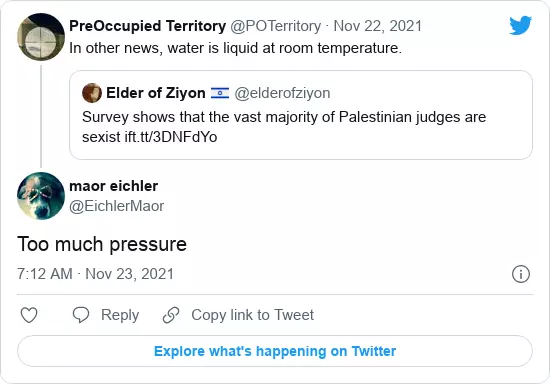 PreOccupied Territory @POTerritory · Nov 22, 2021
In other news, water is liquid at room temperature.
Elder of Ziyon 🇮🇱 @elderofziyon
Survey shows that the vast majority of Palestinian judges are
sexist ift.tt/3DNFdYo
maor eichler
@EichlerMaor
Too much pressure
7:12 AM · Nov 23, 2021
Reply Copy link to Tweet
Explore what's happening on Twitter